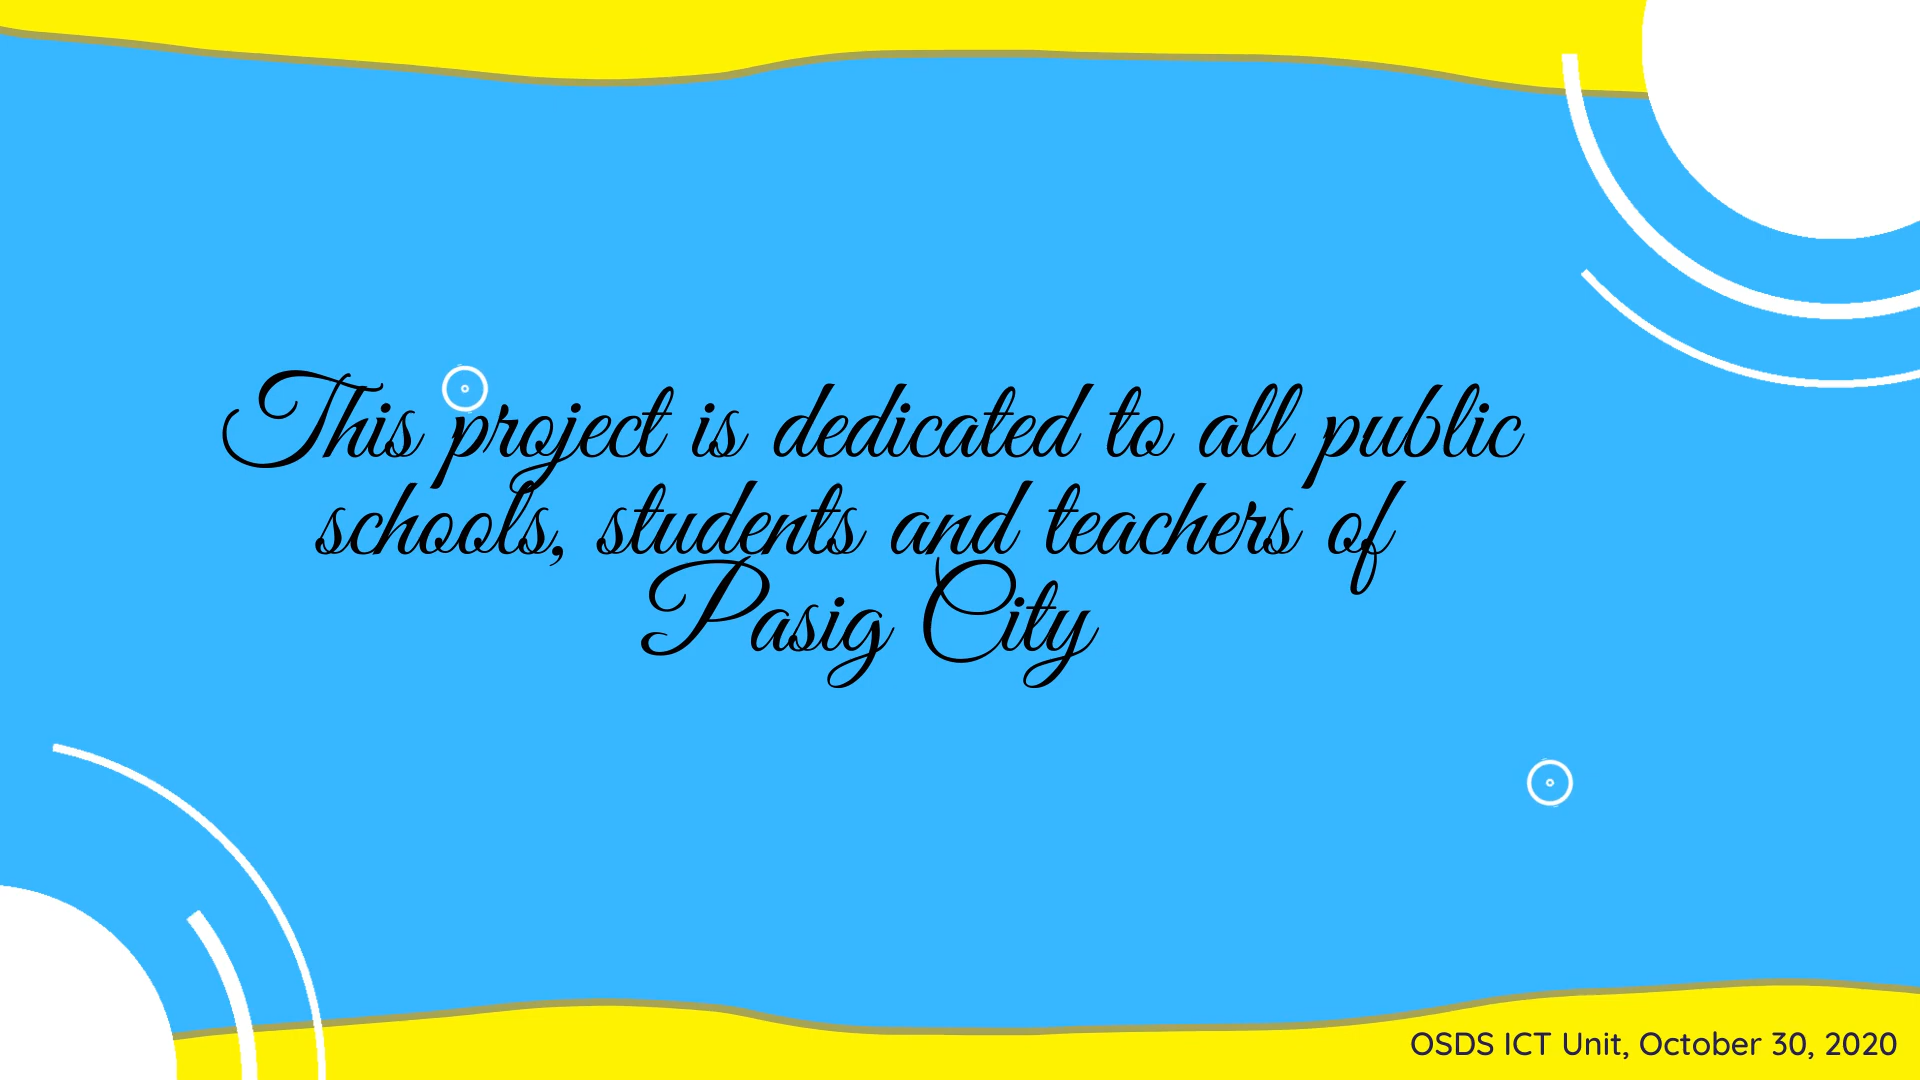 This project is dedicated to all public
schools, students and teachers of
Pasig City
OSDS ICT Unit, October 30, 2020